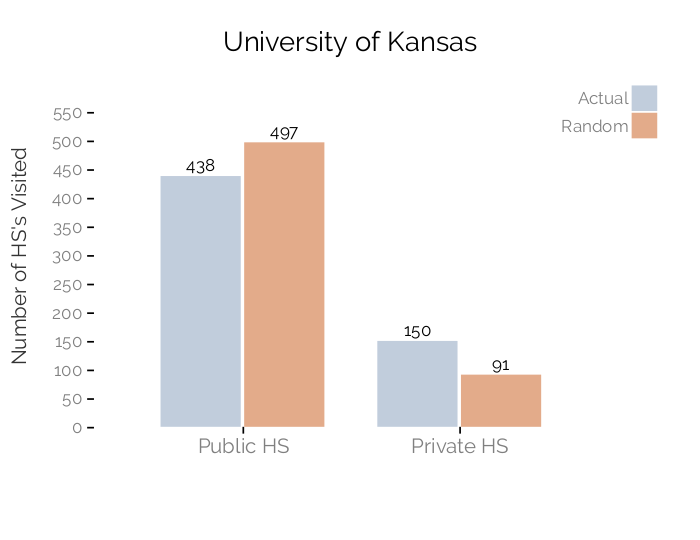 University of Kansas
Actual
Random
Number of HS's Visited
550
500
450
400
350
300
250
200
150
100
50
0
438
497
150
91
Public HS
Private HS